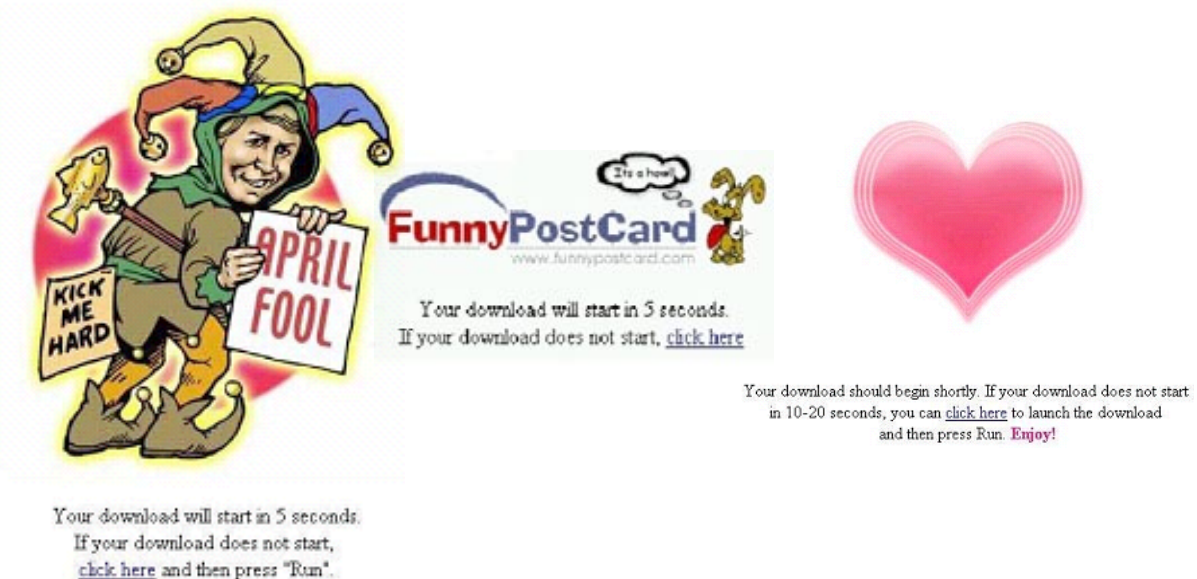 KICK
ME
HARD
APRIL
FOOL
Your download will start in 5 seconds.
If your download does not start,
click here and then press "Run".
Its a howl!
FunnyPostCard
www.funnypostcard.com
Your download will start in 5 seconds.
If your download does not start, click here
Your download should begin shortly. If your download does not start
in 10-20 seconds, you can click here to launch the download
and then press Run. Enjoy!